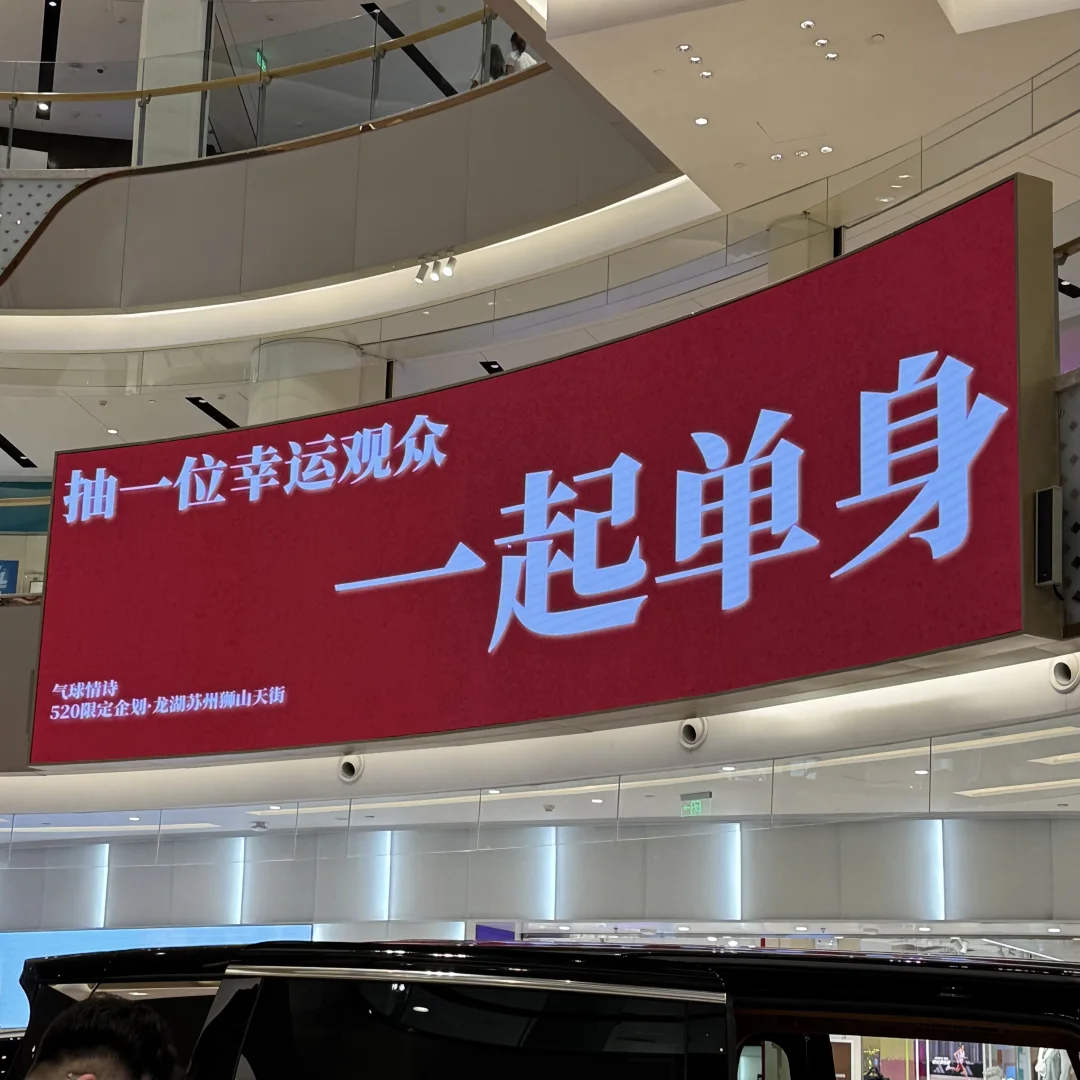 抽一位幸运观众
一起单身
气球情诗
520限定企划·龙湖苏州狮山天街